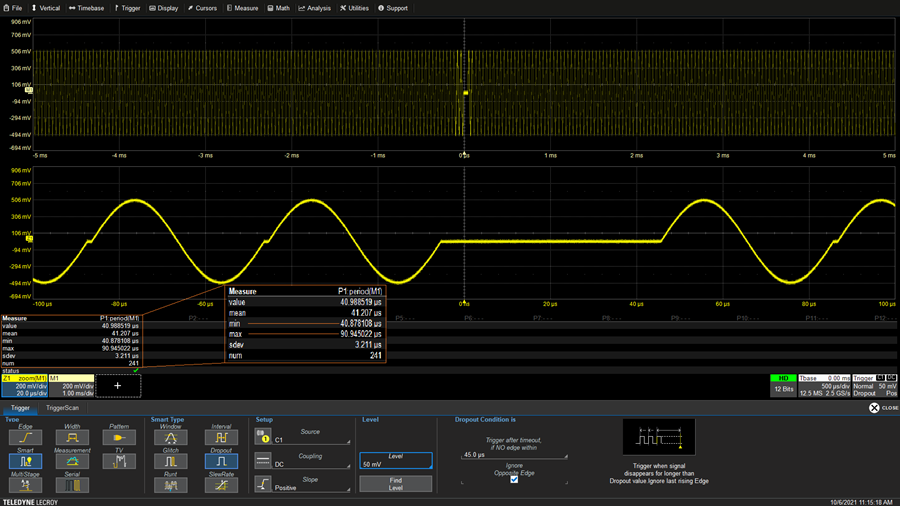 File Vertical Timebase Trigger Display Cursors Measure Math Analysis Utilities Support
906 mV
706 mV
506 mV
306 mV
106 mV
-94 mV
-294 mV
-494 mV
-694 mV
-5 ms -4 ms -3 ms -2 ms -1 ms 0 s 1 ms 2 ms 3 ms 4 ms 5 ms
906 mV
706 mV
506 mV
306 mV
106 mV
-94 mV
-294 mV
-494 mV
-694 mV
-100 µs -80 µs -60 µs 0 s 20 µs 40 µs 60 µs 80 µs 100 µs
Measure P1:period(M1)
value 40.988519 µs
mean 41.207 µs
min 40.878108 µs
max 90.945022 µs
sdev 3.211 µs
num 241
Measure P1:period(M1) P2:--- P5:--- P6:--- P7:--- P8:--- P9:--- P10:--- P11:--- P12:---
value 40.988519 µs
mean 41.207 µs
min 40.878108 µs
max 90.945022 µs
sdev 3.211 µs
num 241
status
Z1 zoom(M1) M1
200 mV/div 200 mV/div
20.0 µs/div 1.00 ms/div
+
HD
12 Bits
Tbase 0.00 ms
500 µs/div
12.5 MS 2.5 GS/s
Trigger C1 DC
Normal 50 mV
Dropout Pos
Trigger TriggerScan CLOSE
Type Smart Type Setup Level Dropout Condition is
Edge Width Pattern
Smart Measurement TV
MultiStage Serial
Window Interval
Glitch Dropout
Runt SlewRate
Source
C1
Coupling
DC
Slope
Positive
Level
50 mV
Find
Level
Trigger after timeout,
if NO edge within
45.0 µs
Ignore
Opposite Edge
Trigger when signal
disappears for longer than
Dropout value.Ignore last rising Edge
TELEDYNE LECROY 10/6/2021 11:15:18 AM